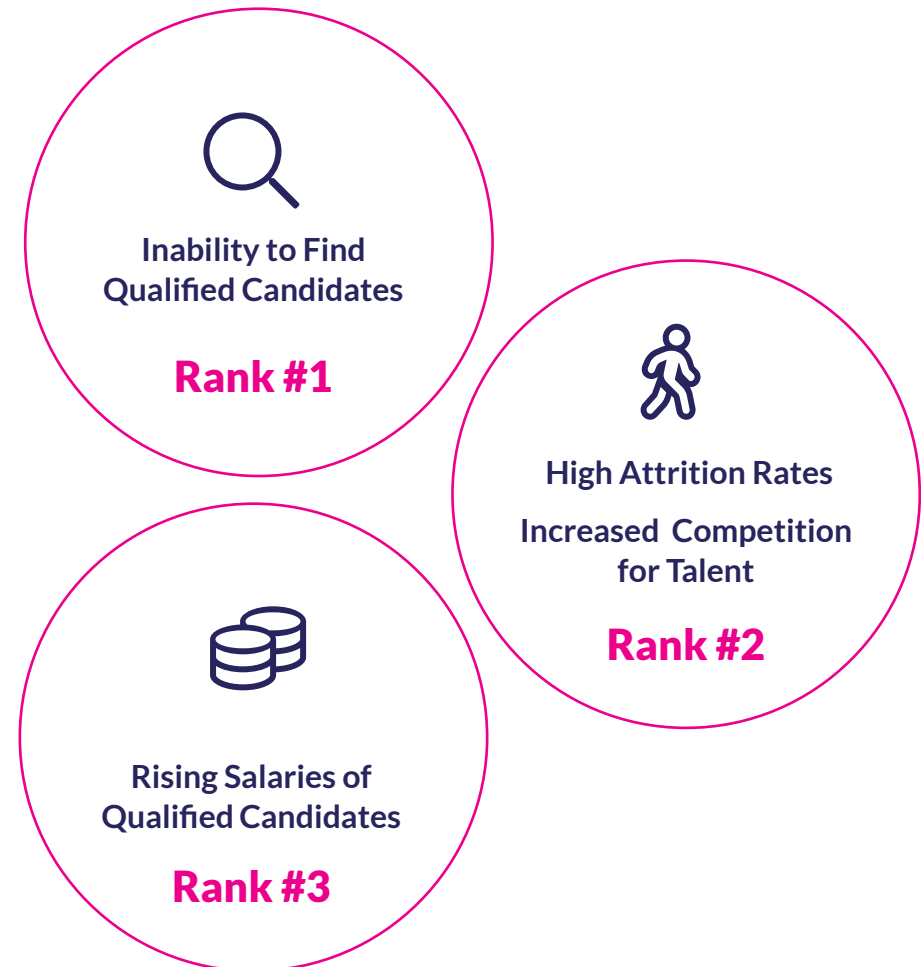 Inability to Find
Qualified Candidates
Rank #1
High Attrition Rates
Increased Competition
for Talent
Rank #2
Rising Salaries of
Qualified Candidates
Rank #3